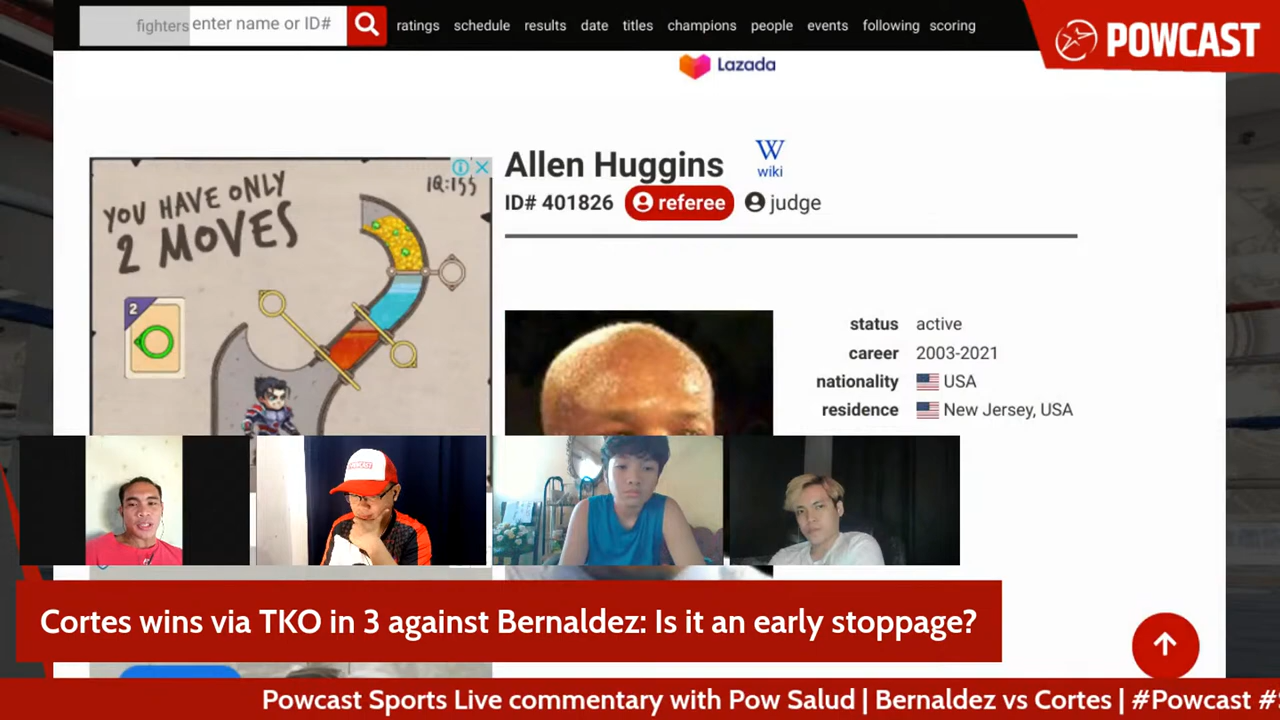 fighters enter name or ID# ratings schedule results date titles champions people events following scoring
POWCAST
Lazada
YOU HAVE ONLY
2 MOVES
IQ:155
2
Allen Huggins
W
wiki
ID# 401826 referee judge
status active
career 2003-2021
nationality USA
residence New Jersey, USA
POWCAST
Cortes wins via TKO in 3 against Bernaldez: Is it an early stoppage?
Powcast Sports Live commentary with Pow Salud | Bernaldez vs Cortes | #Powcast #S